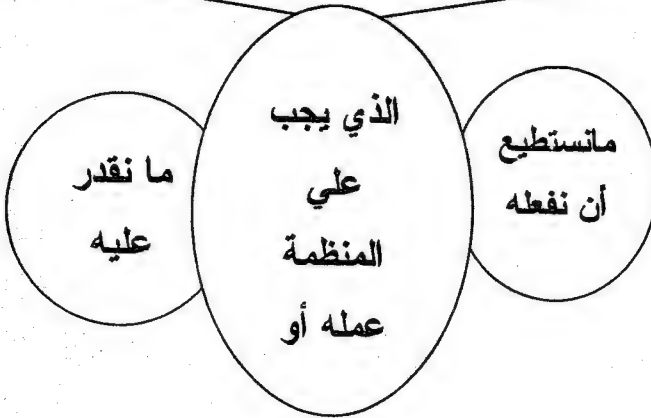 مانستطيع
أن نفعله
الذي يجب
علي
المنظمة
عمله أو
ما نقدر
عليه